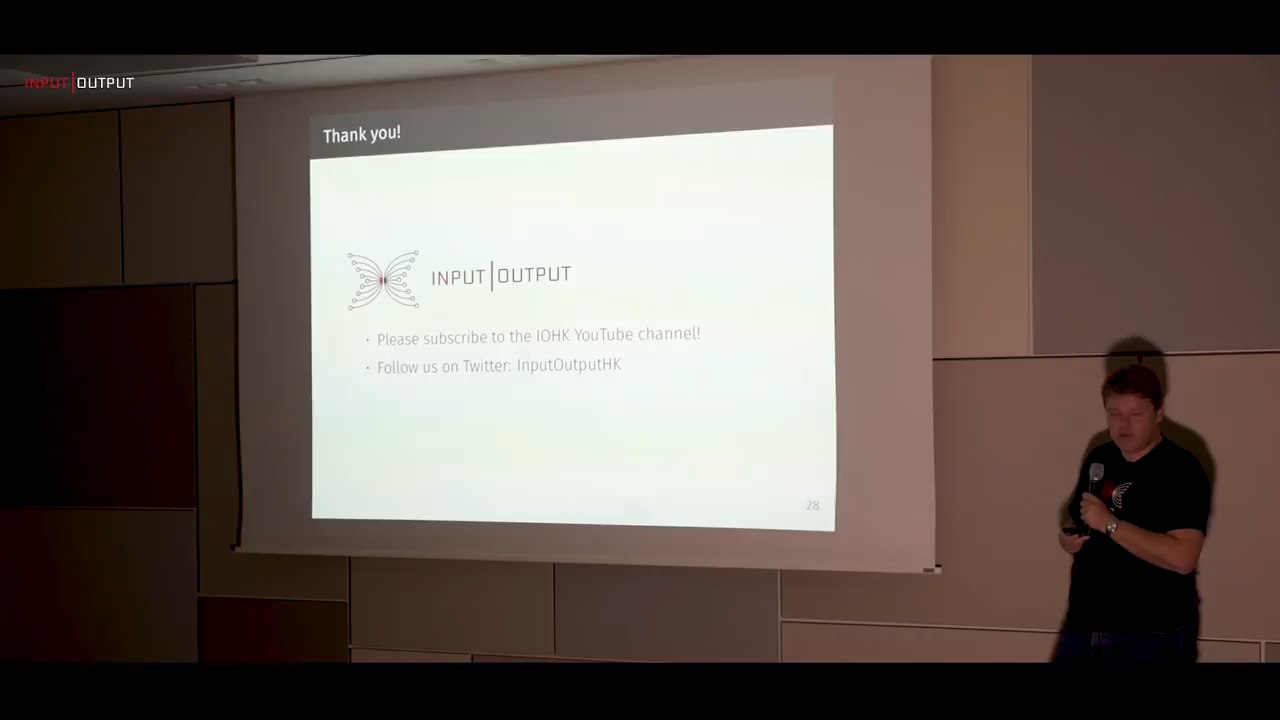 INPUT|OUTPUT
Thank you!
INPUT|OUTPUT
· Please subscribe to the IOHK YouTube channel!
· Follow us on Twitter: InputOutputHK
28